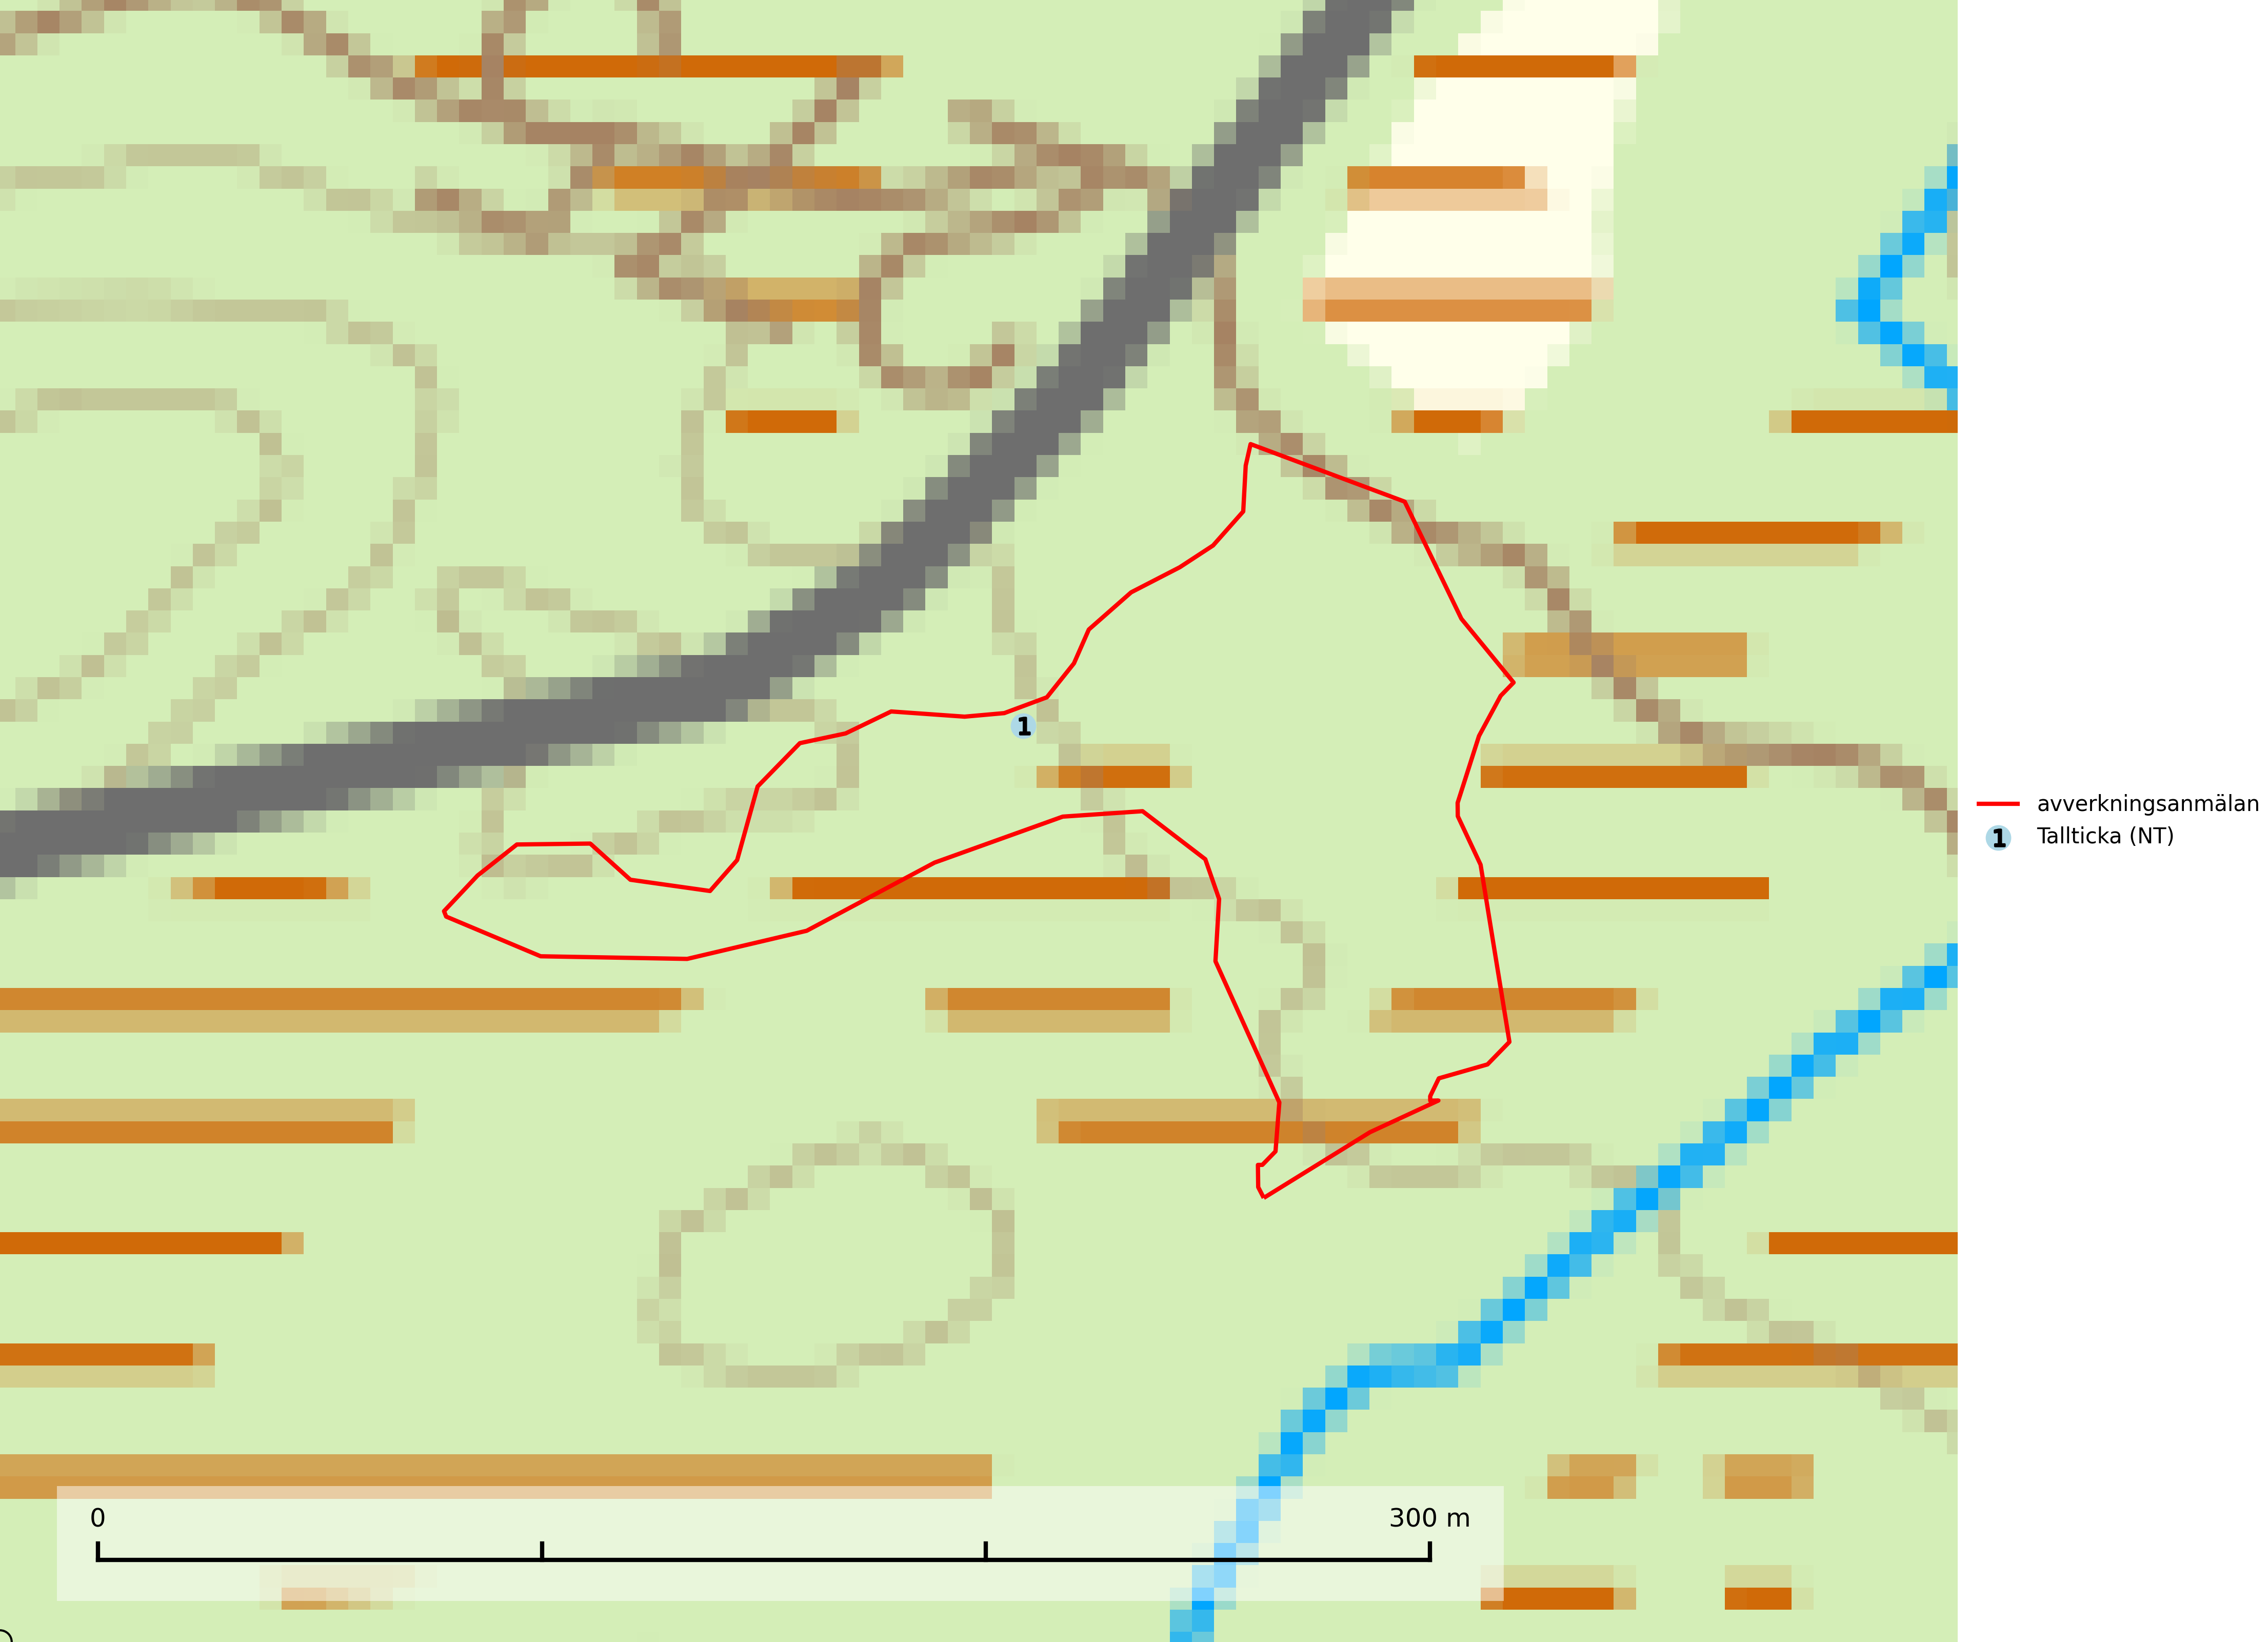 1
avverkningsanmälan
1 Tallticka (NT)
0 300 m